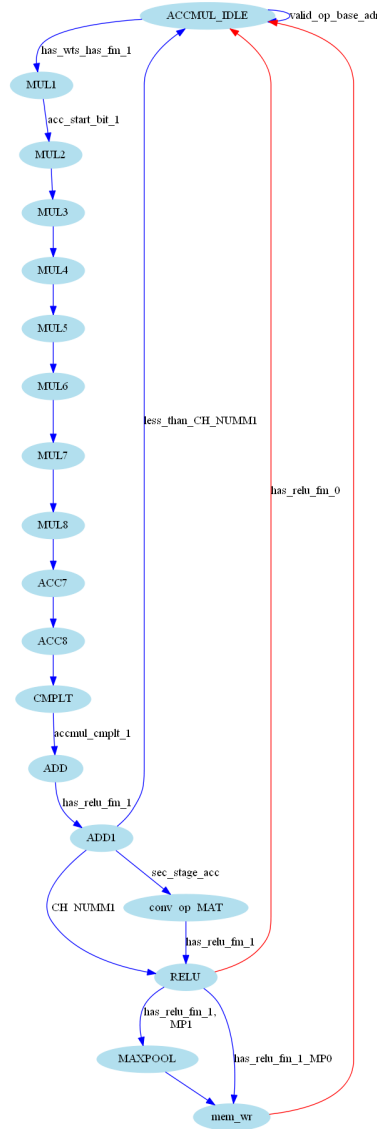 ACCMUL_IDLE
valid_op_base_adr
has_wts_has_fm_1
MUL1
acc_start_bit_1
MUL2
MUL3
MUL4
MUL5
MUL6
less_than_CH_NUMM1
MUL7
has_relu_fm_0
MUL8
ACC7
ACC8
CMPLT
accmul_cmplt_1
ADD
has_relu_fm_1
ADD1
sec_stage_acc
CH_NUMM1
conv_op_MAT
has_relu_fm_1
RELU
has_relu_fm_1,
MP1
MAXPOOL
has_relu_fm_1_MP0
mem_wr